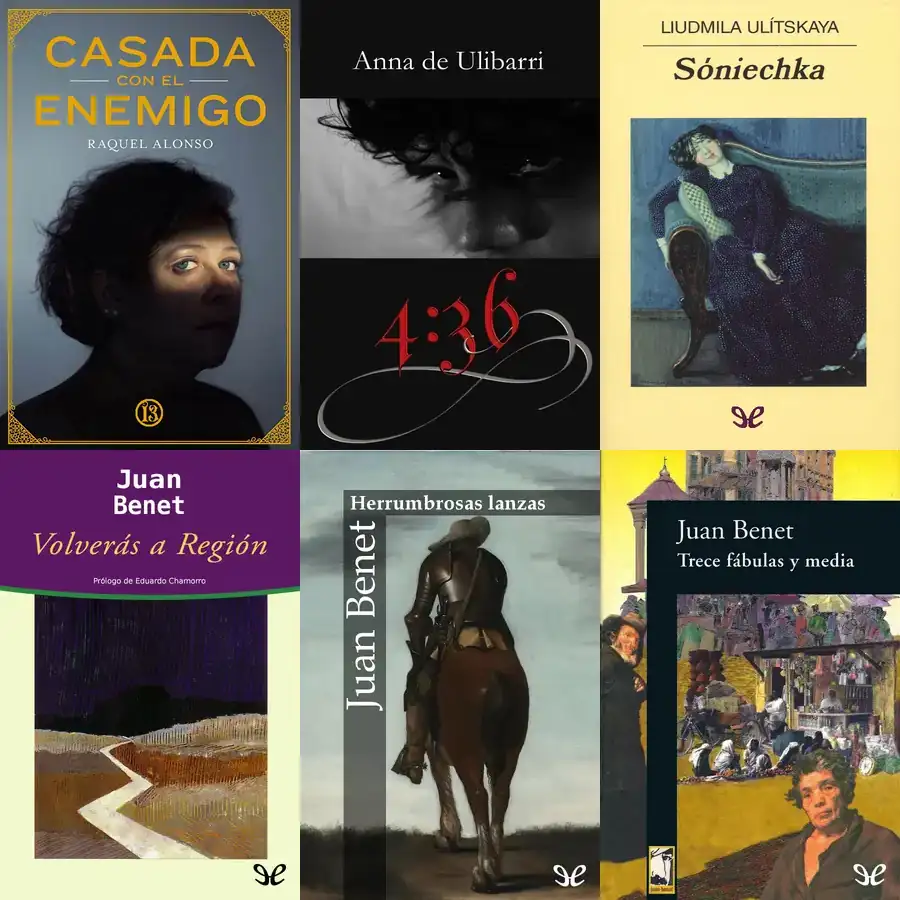 CASADA
CON EL
ENEMIGO
RAQUEL ALONSO
13
Anna de Ulibarri
4:36
LIUDMILA ULÍTSKAYA
Sóniechka
Juan
Benet
Volverás a Región
Prólogo de Eduardo Chamorro
Herrumbrosas lanzas
Juan Benet
Juan Benet
Trece fábulas y media